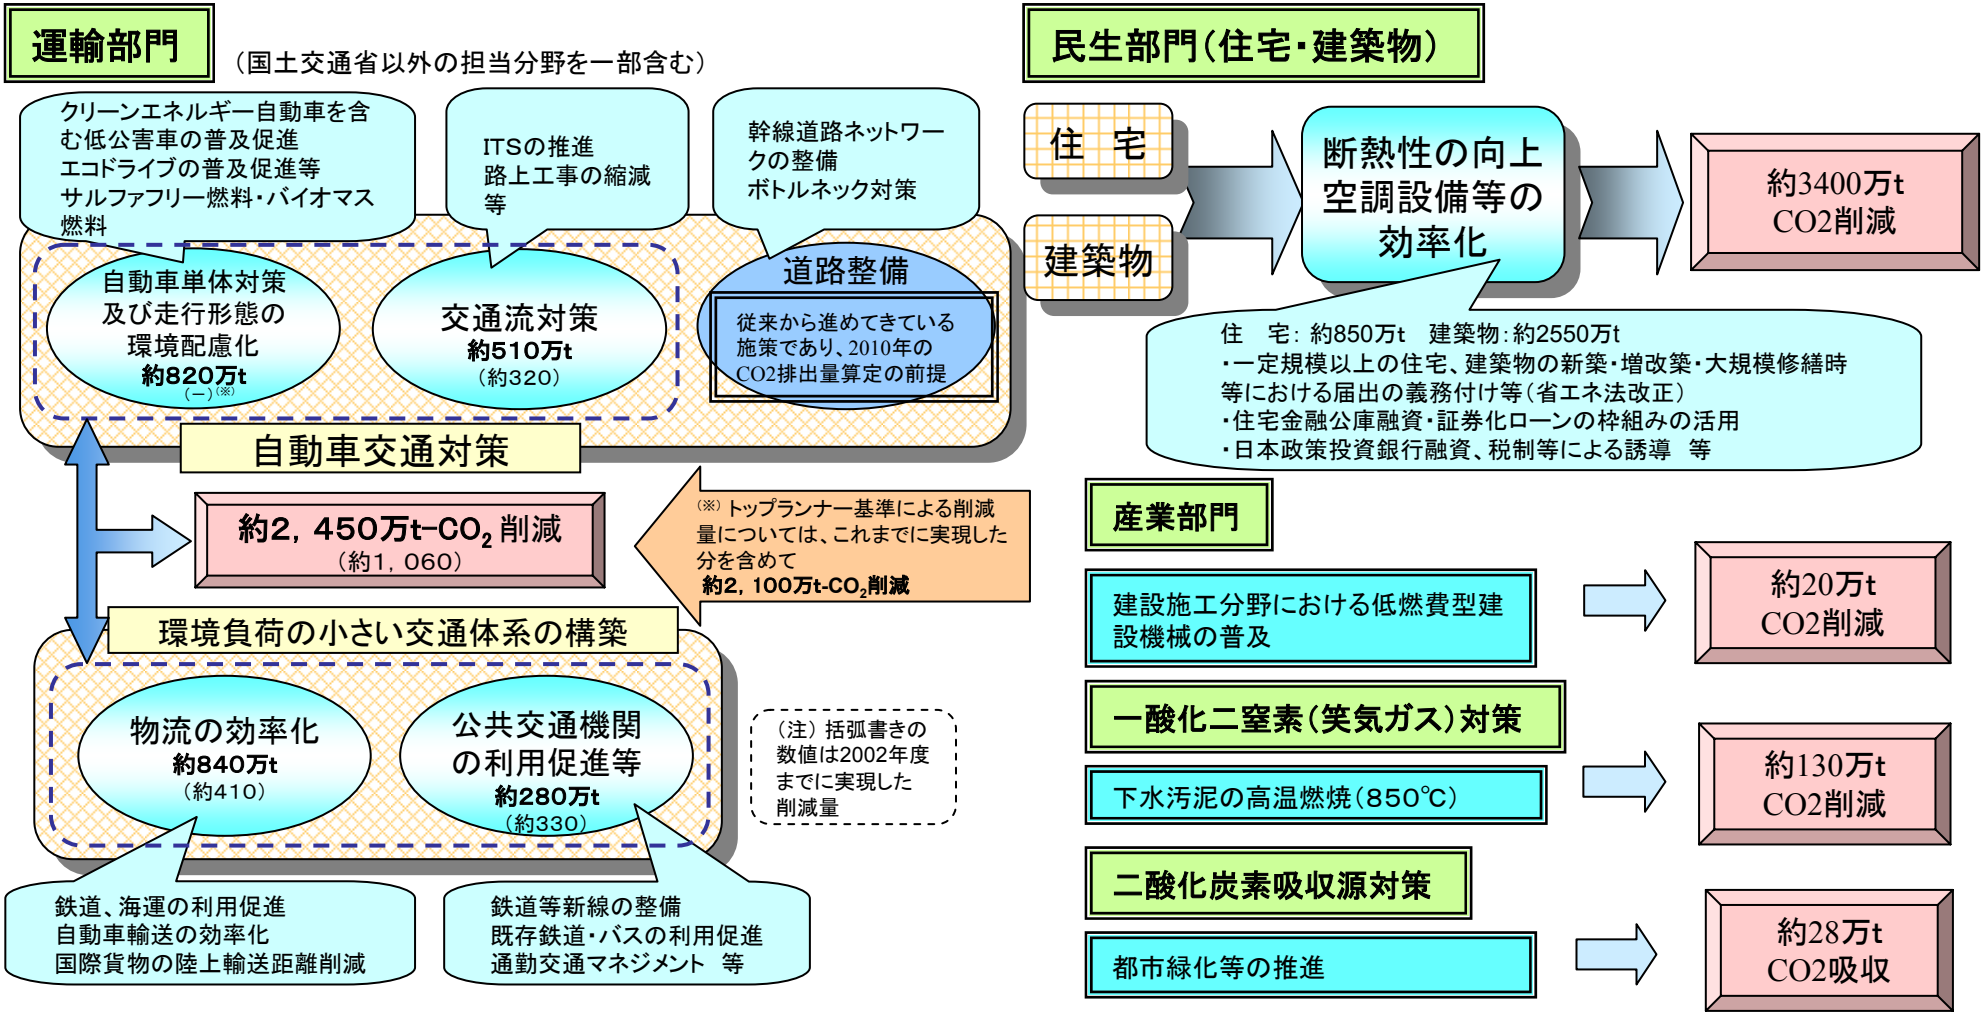 運輸部門
（国土交通省以外の担当分野を一部含む）
クリーンエネルギー自動車を含
む低公害車の普及促進
エコドライブの普及促進等
サルファフリー燃料・バイオマス
燃料
ITSの推進
路上工事の縮減
等
幹線道路ネットワー
クの整備
ボトルネック対策
自動車単体対策
及び走行形態の
環境配慮化
約820万t
（－）（※）
交通流対策
約510万t
（約320）
道路整備
従来から進めてきている
施策であり、2010年の
CO2排出量算定の前提
自動車交通対策
約2，450万t-CO2 削減
（約1，060）
（※）トップランナー基準による削減
量については、これまでに実現した
分を含めて
約2，100万t-CO2削減
環境負荷の小さい交通体系の構築
物流の効率化
約840万t
（約410）
公共交通機関
の利用促進等
約280万t
（約330）
（注）括弧書きの
数値は2002年度
までに実現した
削減量
鉄道、海運の利用促進
自動車輸送の効率化
国際貨物の陸上輸送距離削減
鉄道等新線の整備
既存鉄道・バスの利用促進
通勤交通マネジメント　等
民生部門（住宅・建築物）
住　宅
建築物
断熱性の向上
空調設備等の
効率化
約3400万t
CO2削減
住　宅：約850万t　建築物：約2550万t
・一定規模以上の住宅、建築物の新築・増改築・大規模修繕時
等における届出の義務付け等（省エネ法改正）
・住宅金融公庫融資・証券化ローンの枠組みの活用
・日本政策投資銀行融資、税制等による誘導　等
産業部門
建設施工分野における低燃費型建
設機械の普及
約20万t
CO2削減
一酸化二窒素（笑気ガス）対策
下水汚泥の高温燃焼（850℃）
約130万t
CO2削減
二酸化炭素吸収源対策
都市緑化等の推進
約28万t
CO2吸収